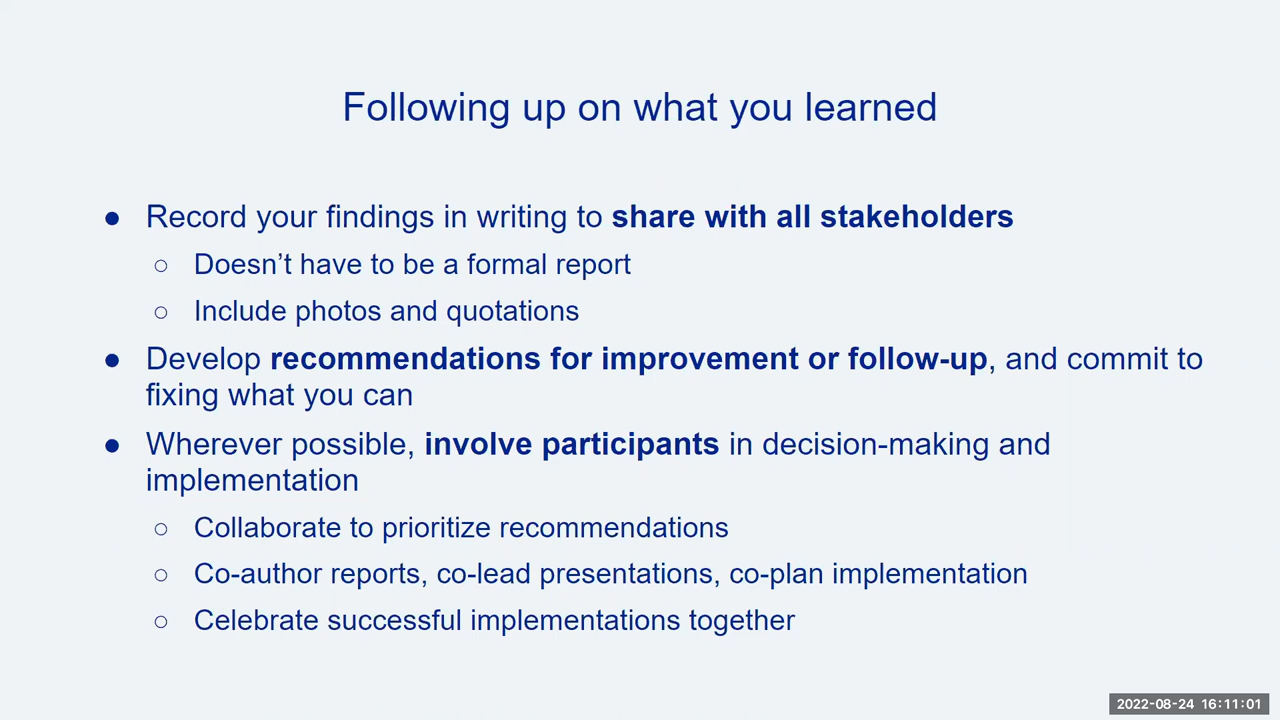 Following up on what you learned
● Record your findings in writing to share with all stakeholders
○ Doesn’t have to be a formal report
○ Include photos and quotations
● Develop recommendations for improvement or follow-up, and commit to
fixing what you can
● Wherever possible, involve participants in decision-making and
implementation
○ Collaborate to prioritize recommendations
○ Co-author reports, co-lead presentations, co-plan implementation
○ Celebrate successful implementations together
2022-08-24 16:11:01